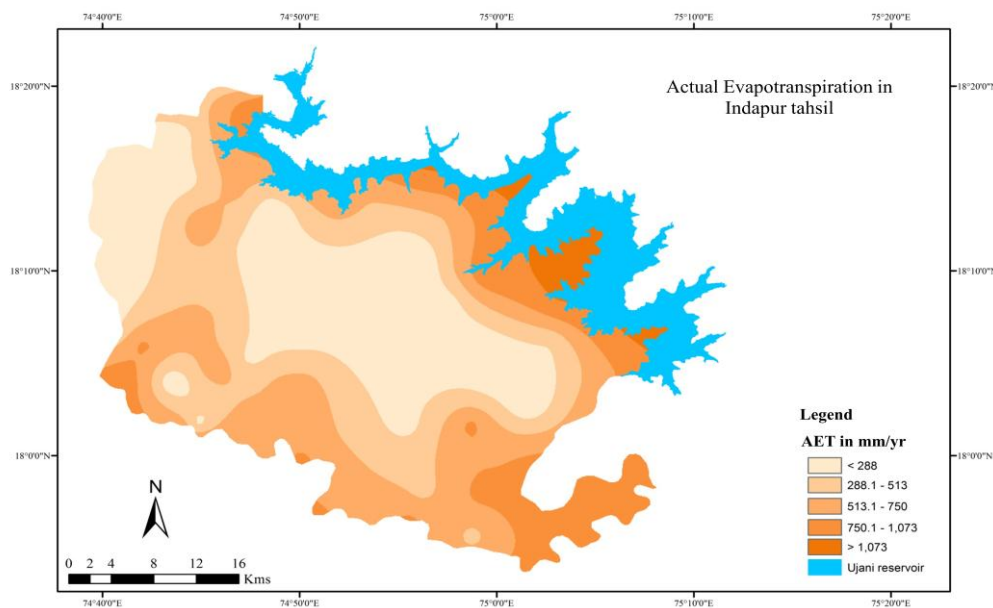 74°40'0"E 74°50'0"E 75°0'0"E 75°10'0"E 75°20'0"E
18°20'0"N 18°20'0"N
Actual Evapotranspiration in
Indapur tahsil
18°10'0"N 18°10'0"N
Legend
AET in mm/yr
18°0'0"N 18°0'0"N
< 288
288.1 - 513
513.1 - 750
750.1 - 1,073
> 1,073
Ujani reservoir
N
0 2 4 8 12 16
Kms
74°40'0"E 74°50'0"E 75°0'0"E 75°10'0"E 75°20'0"E